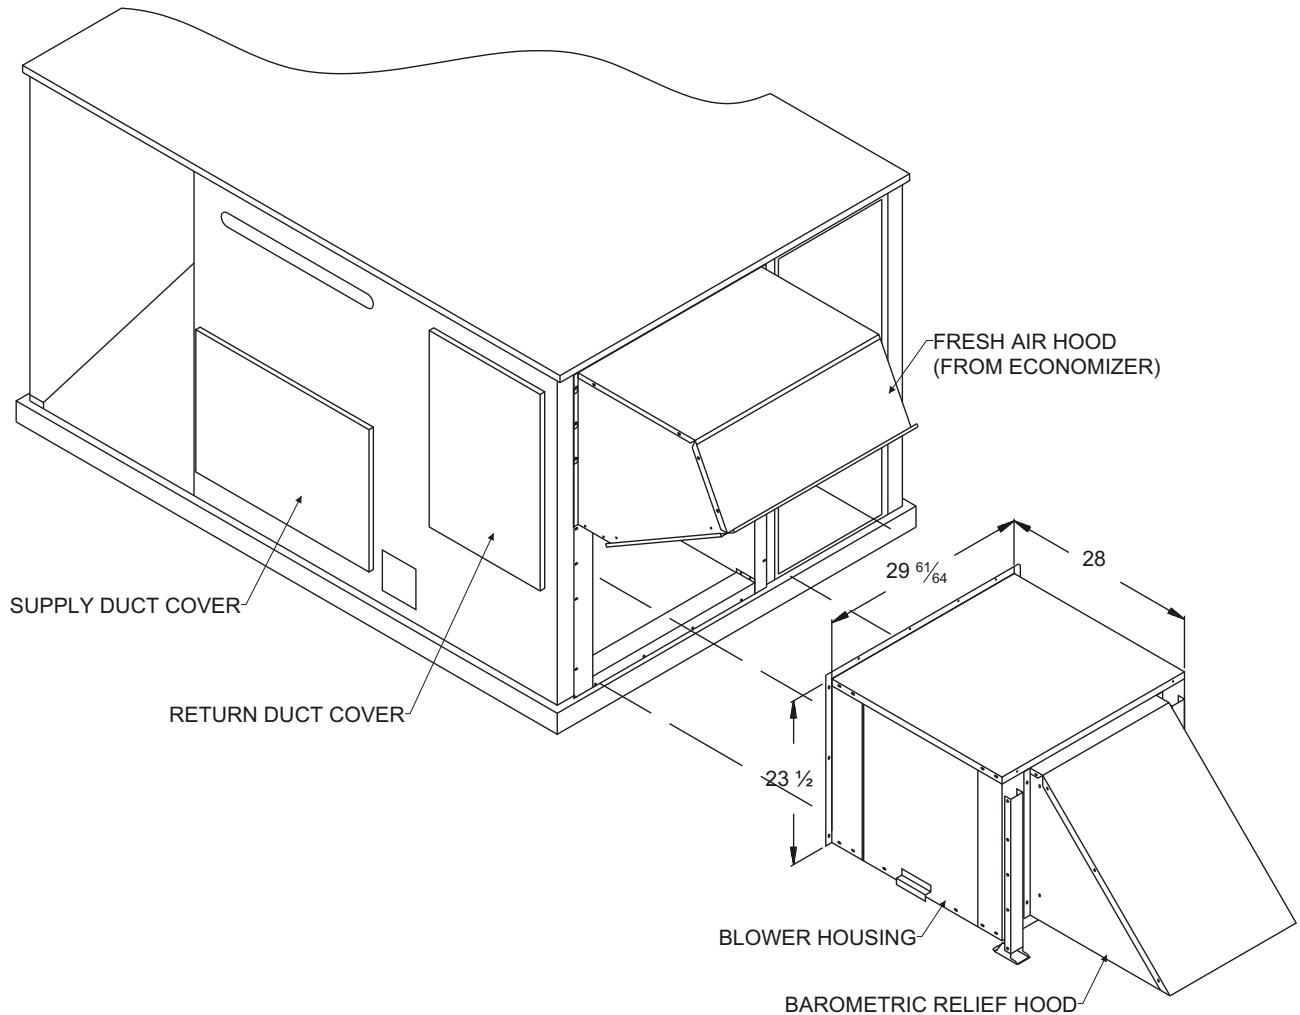 FRESH AIR HOOD
(FROM ECONOMIZER)
29 61/64
28
SUPPLY DUCT COVER
RETURN DUCT COVER
23 ½
BLOWER HOUSING
BAROMETRIC RELIEF HOOD